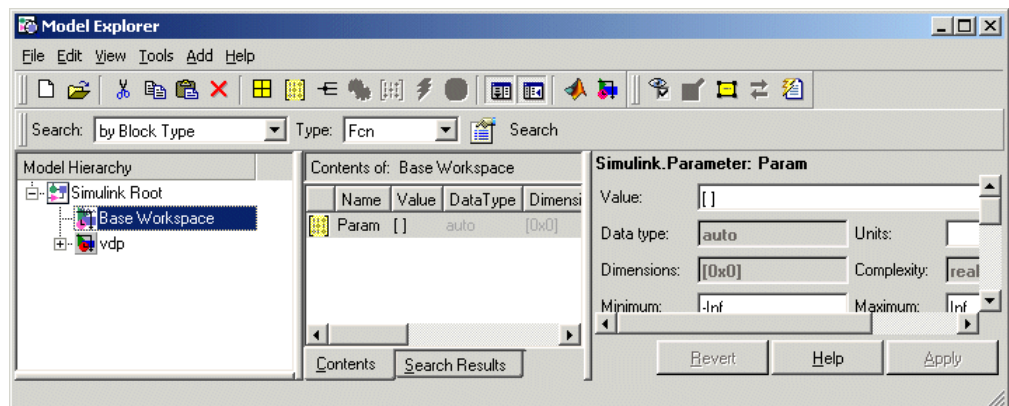 Model Explorer
File Edit View Tools Add Help
Search: by Block Type Type: Fcn Search
Model Hierarchy
Simulink Root
Base Workspace
vdp
Contents of: Base Workspace
Name Value DataType Dimensi
Param [ ] auto [0x0]
Contents Search Results
Simulink.Parameter: Param
Value: [ ]
Data type: auto Units:
Dimensions: [0x0] Complexity: real
Minimum: -Inf Maximum: Inf
Revert Help Apply